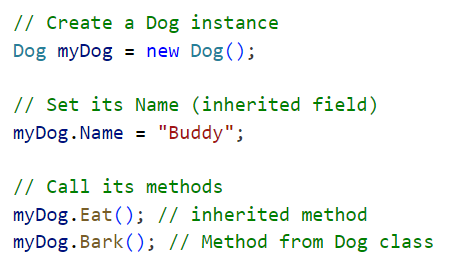 // Create a Dog instance
Dog myDog = new Dog();
// Set its Name (inherited field)
myDog.Name = "Buddy";
// Call its methods
myDog.Eat(); // inherited method
myDog.Bark(); // Method from Dog class